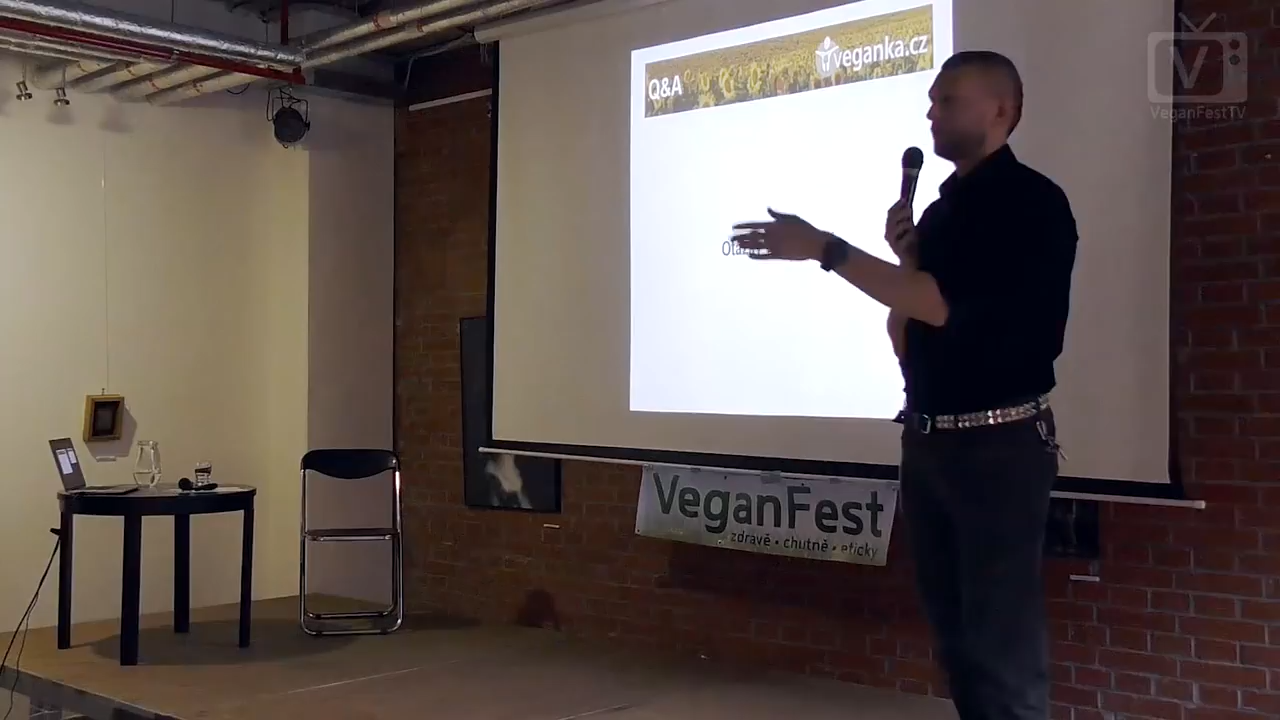 Q&A
veganka.cz
VeganFestTV
VeganFest
zdravě • chutně • eticky